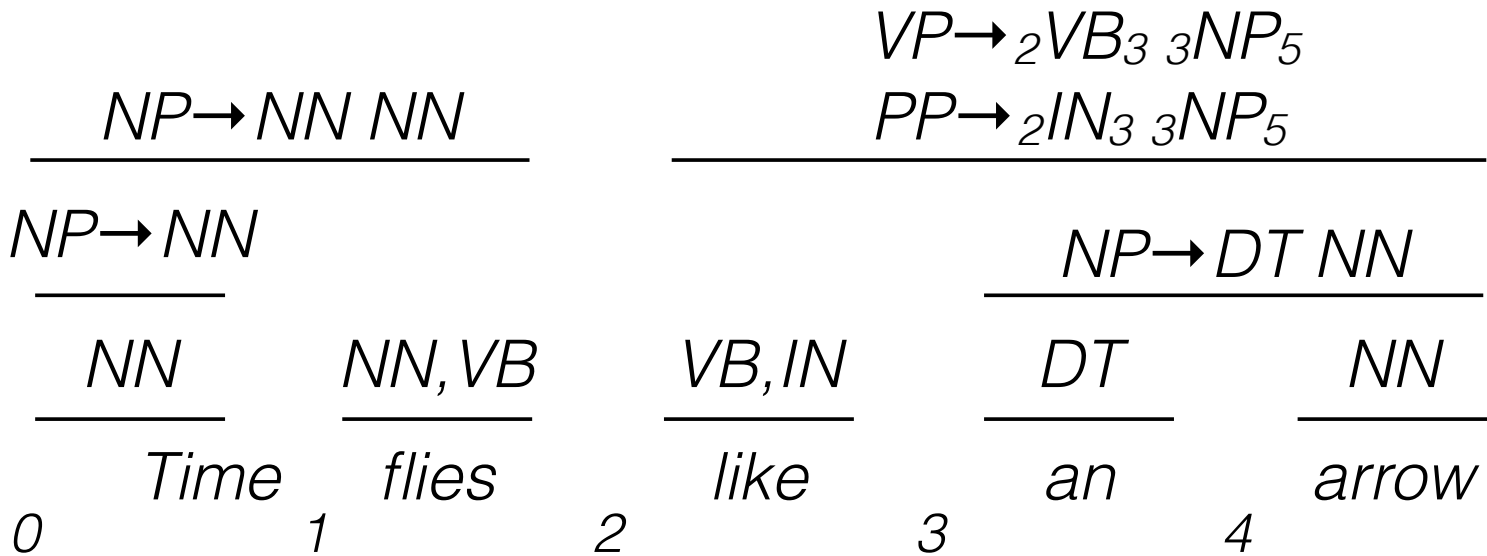 VP→₂VB₃ ₃NP₅
NP→NN NN PP→₂IN₃ ₃NP₅
NP→NN NP→DT NN
NN NN,VB VB,IN DT NN
Time flies like an arrow
0 1 2 3 4